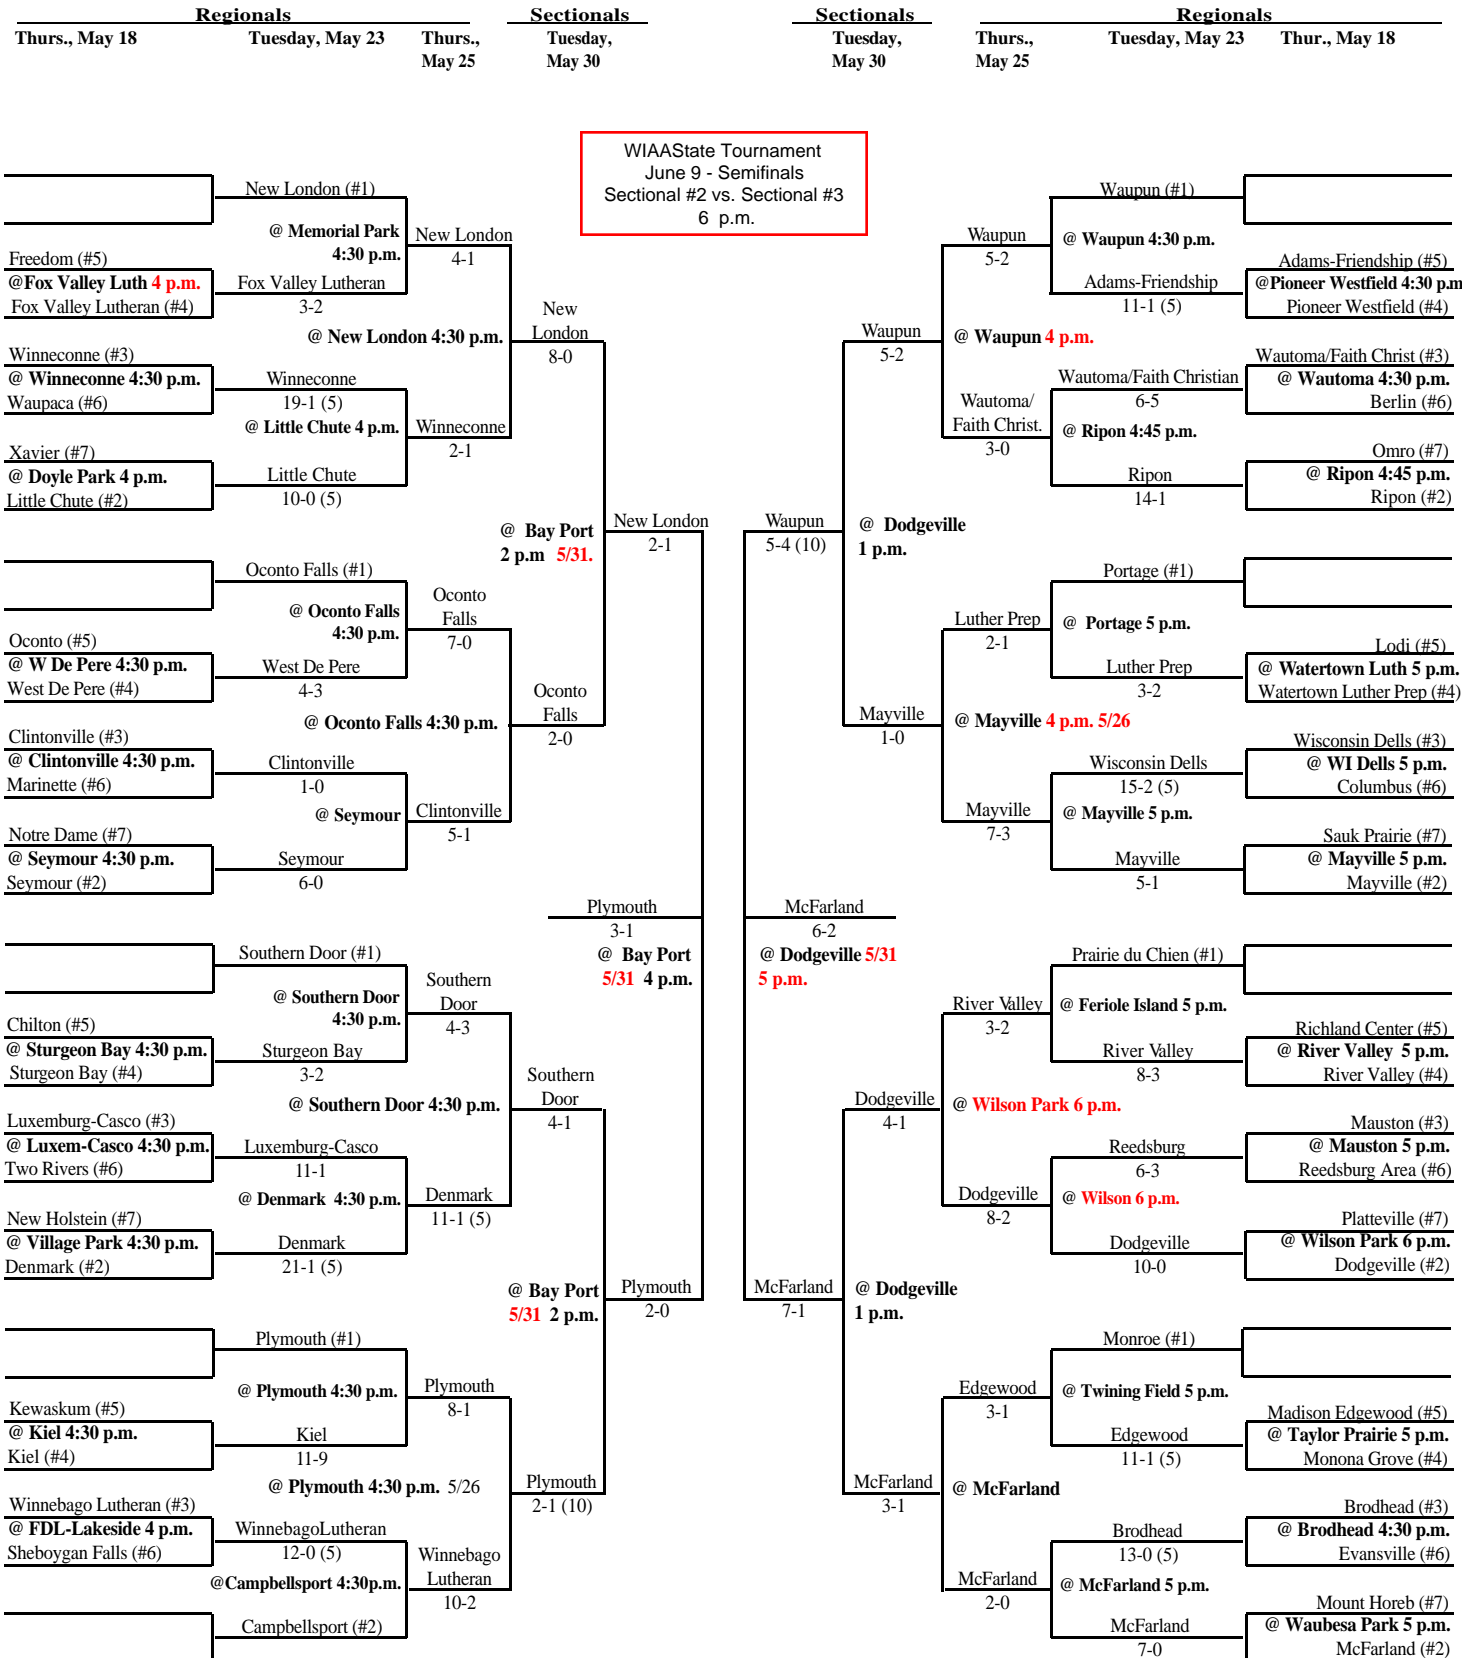 Regionals
Sectionals
Sectionals
Regionals
Thurs., May 18
Tuesday, May 23
Thurs.,
May 25
Tuesday,
May 30
Tuesday,
May 30
Thurs.,
May 25
Tuesday, May 23
Thur., May 18
WIAAState Tournament
June 9 - Semifinals
Sectional #2 vs. Sectional #3
6 p.m.
New London (#1)
@ Memorial Park
4:30 p.m.
New London
4-1
Freedom (#5)
@Fox Valley Luth 4 p.m.
Fox Valley Lutheran (#4)
Fox Valley Lutheran
3-2
New
London
8-0
@ New London 4:30 p.m.
Winneconne (#3)
@ Winneconne 4:30 p.m.
Waupaca (#6)
Winneconne
19-1 (5)
@ Little Chute 4 p.m.
Winneconne
2-1
Xavier (#7)
@ Doyle Park 4 p.m.
Little Chute (#2)
Little Chute
10-0 (5)
@ Bay Port
2 p.m 5/31.
New London
2-1
Oconto Falls (#1)
@ Oconto Falls
4:30 p.m.
Oconto
Falls
7-0
Oconto (#5)
@ W De Pere 4:30 p.m.
West De Pere (#4)
West De Pere
4-3
Oconto
Falls
2-0
@ Oconto Falls 4:30 p.m.
Clintonville (#3)
@ Clintonville 4:30 p.m.
Marinette (#6)
Clintonville
1-0
@ Seymour
Clintonville
5-1
Notre Dame (#7)
@ Seymour 4:30 p.m.
Seymour (#2)
Seymour
6-0
Plymouth
3-1
@ Bay Port
5/31 4 p.m.
Southern Door (#1)
@ Southern Door
4:30 p.m.
Southern
Door
4-3
Chilton (#5)
@ Sturgeon Bay 4:30 p.m.
Sturgeon Bay (#4)
Sturgeon Bay
3-2
Southern
Door
4-1
@ Southern Door 4:30 p.m.
Luxemburg-Casco (#3)
@ Luxem-Casco 4:30 p.m.
Two Rivers (#6)
Luxemburg-Casco
11-1
@ Denmark 4:30 p.m.
Denmark
11-1 (5)
New Holstein (#7)
@ Village Park 4:30 p.m.
Denmark (#2)
Denmark
21-1 (5)
@ Bay Port
5/31 2 p.m.
Plymouth
2-0
Plymouth (#1)
@ Plymouth 4:30 p.m.
Plymouth
8-1
Kewaskum (#5)
@ Kiel 4:30 p.m.
Kiel (#4)
Kiel
11-9
@ Plymouth 4:30 p.m. 5/26
Plymouth
2-1 (10)
Winnebago Lutheran (#3)
@ FDL-Lakeside 4 p.m.
Sheboygan Falls (#6)
WinnebagoLutheran
12-0 (5)
@Campbellsport 4:30p.m.
Winnebago
Lutheran
10-2
Campbellsport (#2)
Waupun (#1)
Waupun
5-2
@ Waupun 4:30 p.m.
Adams-Friendship (#5)
@Pioneer Westfield 4:30 p.m
Pioneer Westfield (#4)
Adams-Friendship
11-1 (5)
Waupun
5-2
@ Waupun 4 p.m.
Wautoma/Faith Christ (#3)
@ Wautoma 4:30 p.m.
Berlin (#6)
Wautoma/Faith Christian
6-5
Wautoma/
Faith Christ.
3-0
@ Ripon 4:45 p.m.
Omro (#7)
@ Ripon 4:45 p.m.
Ripon (#2)
Ripon
14-1
Waupun
5-4 (10)
@ Dodgeville
1 p.m.
Portage (#1)
Luther Prep
2-1
@ Portage 5 p.m.
Lodi (#5)
@ Watertown Luth 5 p.m.
Watertown Luther Prep (#4)
Luther Prep
3-2
Mayville
1-0
@ Mayville 4 p.m. 5/26
Wisconsin Dells (#3)
@ WI Dells 5 p.m.
Columbus (#6)
Wisconsin Dells
15-2 (5)
Mayville
7-3
@ Mayville 5 p.m.
Sauk Prairie (#7)
@ Mayville 5 p.m.
Mayville (#2)
Mayville
5-1
McFarland
6-2
@ Dodgeville 5/31
5 p.m.
Prairie du Chien (#1)
River Valley
3-2
@ Feriole Island 5 p.m.
Richland Center (#5)
@ River Valley 5 p.m.
River Valley (#4)
River Valley
8-3
Dodgeville
4-1
@ Wilson Park 6 p.m.
Mauston (#3)
@ Mauston 5 p.m.
Reedsburg Area (#6)
Reedsburg
6-3
Dodgeville
8-2
@ Wilson 6 p.m.
Platteville (#7)
@ Wilson Park 6 p.m.
Dodgeville (#2)
Dodgeville
10-0
McFarland
7-1
@ Dodgeville
1 p.m.
Monroe (#1)
Edgewood
3-1
@ Twining Field 5 p.m.
Madison Edgewood (#5)
@ Taylor Prairie 5 p.m.
Monona Grove (#4)
Edgewood
11-1 (5)
McFarland
3-1
@ McFarland
Brodhead (#3)
@ Brodhead 4:30 p.m.
Evansville (#6)
Brodhead
13-0 (5)
McFarland
2-0
@ McFarland 5 p.m.
Mount Horeb (#7)
@ Waubesa Park 5 p.m.
McFarland (#2)
McFarland
7-0